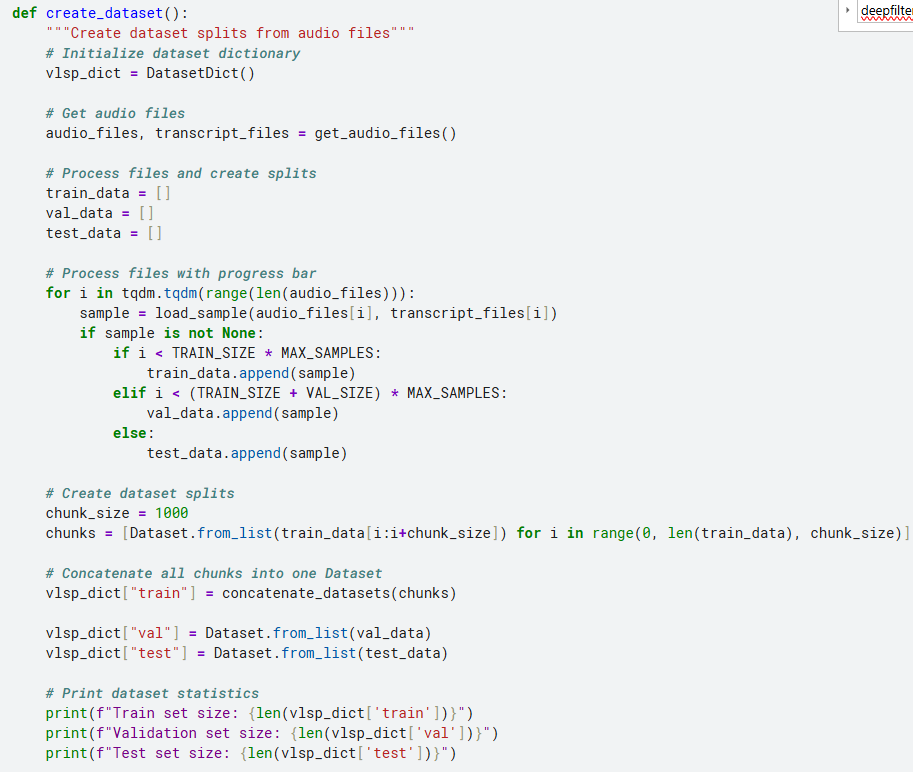 def create_dataset():
    """Create dataset splits from audio files"""
    # Initialize dataset dictionary
    vlsp_dict = DatasetDict()

    # Get audio files
    audio_files, transcript_files = get_audio_files()

    # Process files and create splits
    train_data = []
    val_data = []
    test_data = []

    # Process files with progress bar
    for i in tqdm.tqdm(range(len(audio_files))):
        sample = load_sample(audio_files[i], transcript_files[i])
        if sample is not None:
            if i < TRAIN_SIZE * MAX_SAMPLES:
                train_data.append(sample)
            elif i < (TRAIN_SIZE + VAL_SIZE) * MAX_SAMPLES:
                val_data.append(sample)
            else:
                test_data.append(sample)

    # Create dataset splits
    chunk_size = 1000
    chunks = [Dataset.from_list(train_data[i:i+chunk_size]) for i in range(0, len(train_data), chunk_size)]

    # Concatenate all chunks into one Dataset
    vlsp_dict["train"] = concatenate_datasets(chunks)

    vlsp_dict["val"] = Dataset.from_list(val_data)
    vlsp_dict["test"] = Dataset.from_list(test_data)

    # Print dataset statistics
    print(f"Train set size: {len(vlsp_dict['train'])}")
    print(f"Validation set size: {len(vlsp_dict['val'])}")
    print(f"Test set size: {len(vlsp_dict['test'])}")
deepfilter